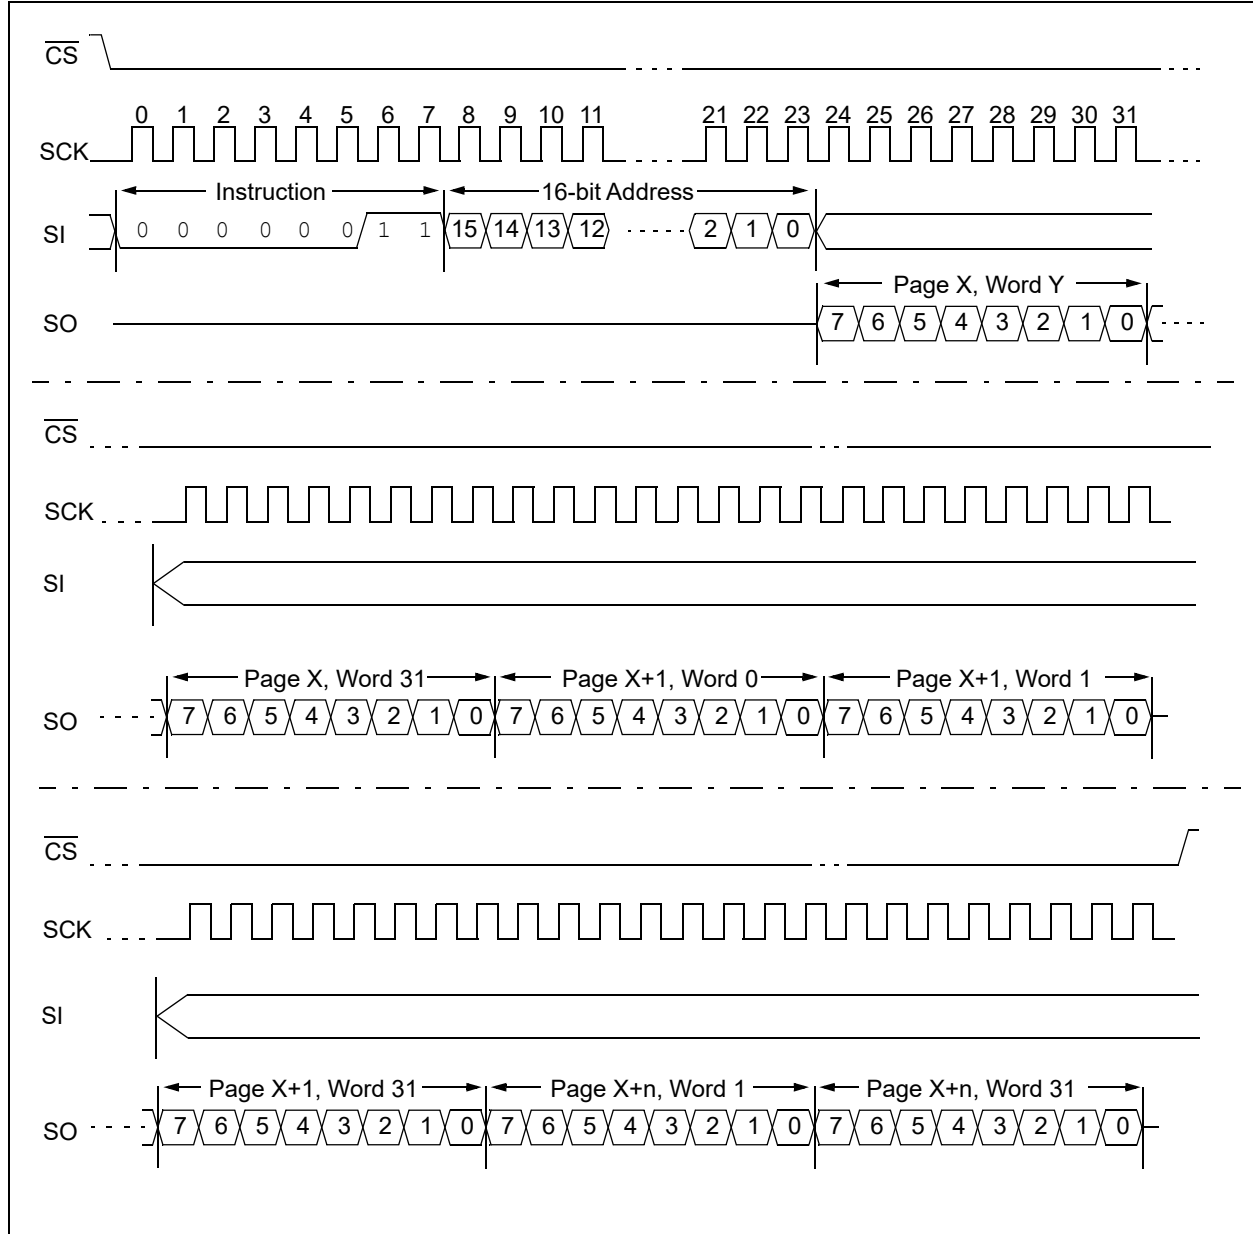 CS
0 1 2 3 4 5 6 7 8 9 10 11 21 22 23 24 25 26 27 28 29 30 31
SCK
Instruction 16-bit Address
SI 0 0 0 0 0 0 1 1 15 14 13 12 2 1 0
Page X, Word Y
SO 7 6 5 4 3 2 1 0
CS
SCK
SI
Page X, Word 31 Page X+1, Word 0 Page X+1, Word 1
SO 7 6 5 4 3 2 1 0 7 6 5 4 3 2 1 0 7 6 5 4 3 2 1 0
CS
SCK
SI
Page X+1, Word 31 Page X+n, Word 1 Page X+n, Word 31
SO 7 6 5 4 3 2 1 0 7 6 5 4 3 2 1 0 7 6 5 4 3 2 1 0